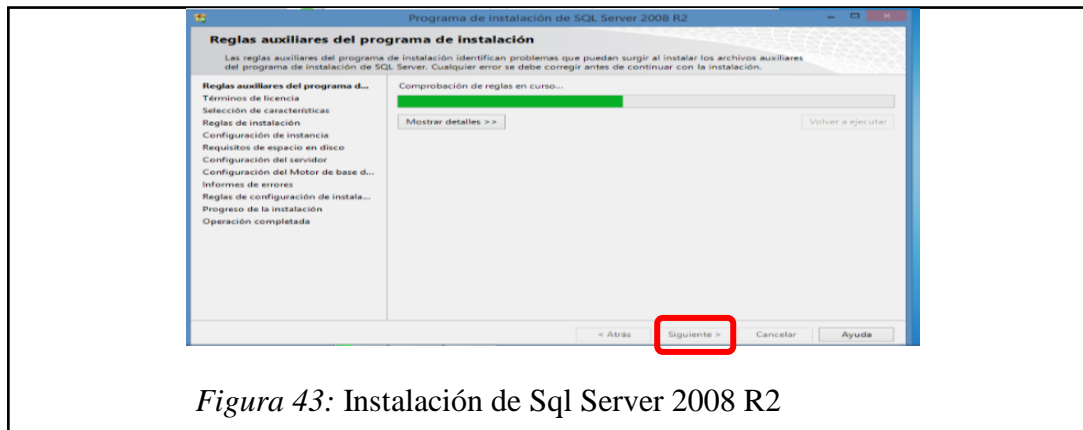 Programa de instalación de SQL Server 2008 R2
Reglas auxiliares del programa de instalación
Las reglas auxiliares del programa de instalación identifican problemas que puedan surgir al instalar los archivos auxiliares
del programa de instalación de SQL Server. Cualquier error se debe corregir antes de continuar con la instalación.
Reglas auxiliares del programa d...
Términos de licencia
Selección de características
Reglas de instalación
Configuración de instancia
Requisitos de espacio en disco
Configuración del servidor
Configuración del Motor de base d...
Informes de errores
Reglas de configuración de instala...
Progreso de la instalación
Operación completada
Comprobación de reglas en curso...
Mostrar detalles >>
Volver a ejecutar
< Atrás
Siguiente >
Cancelar
Ayuda
Figura 43: Instalación de Sql Server 2008 R2